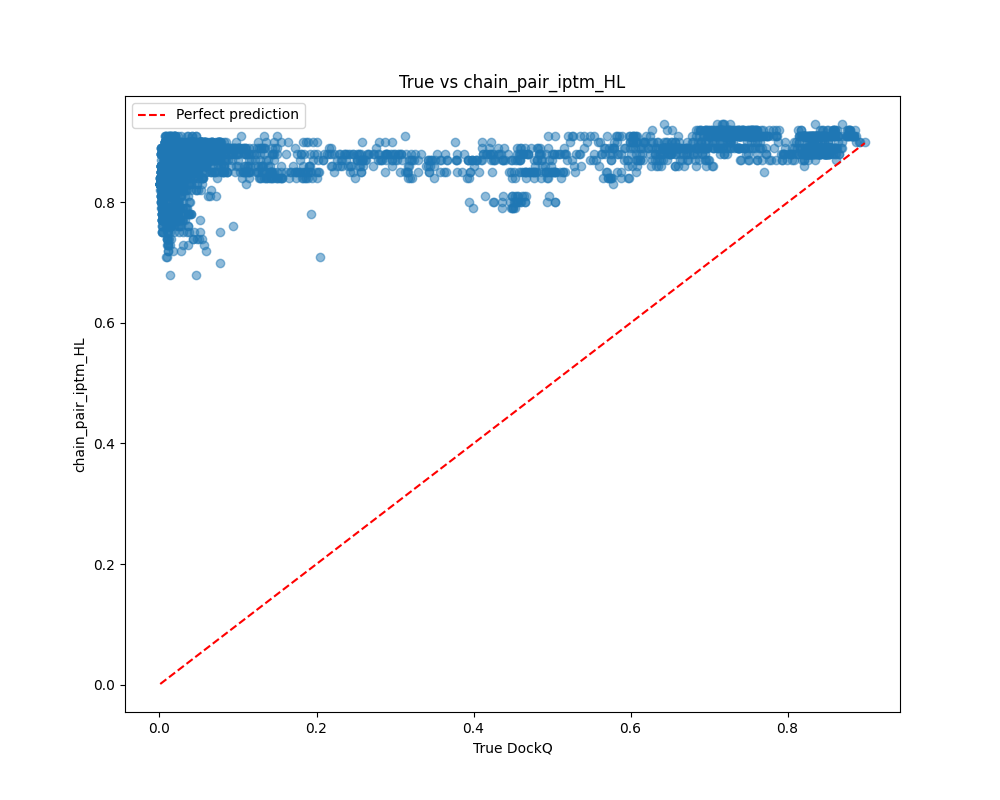 True vs chain_pair_iptm_HL
Perfect prediction
chain_pair_iptm_HL
0.8
0.6
0.4
0.2
0.0
0.0 0.2 0.4 0.6 0.8
True DockQ